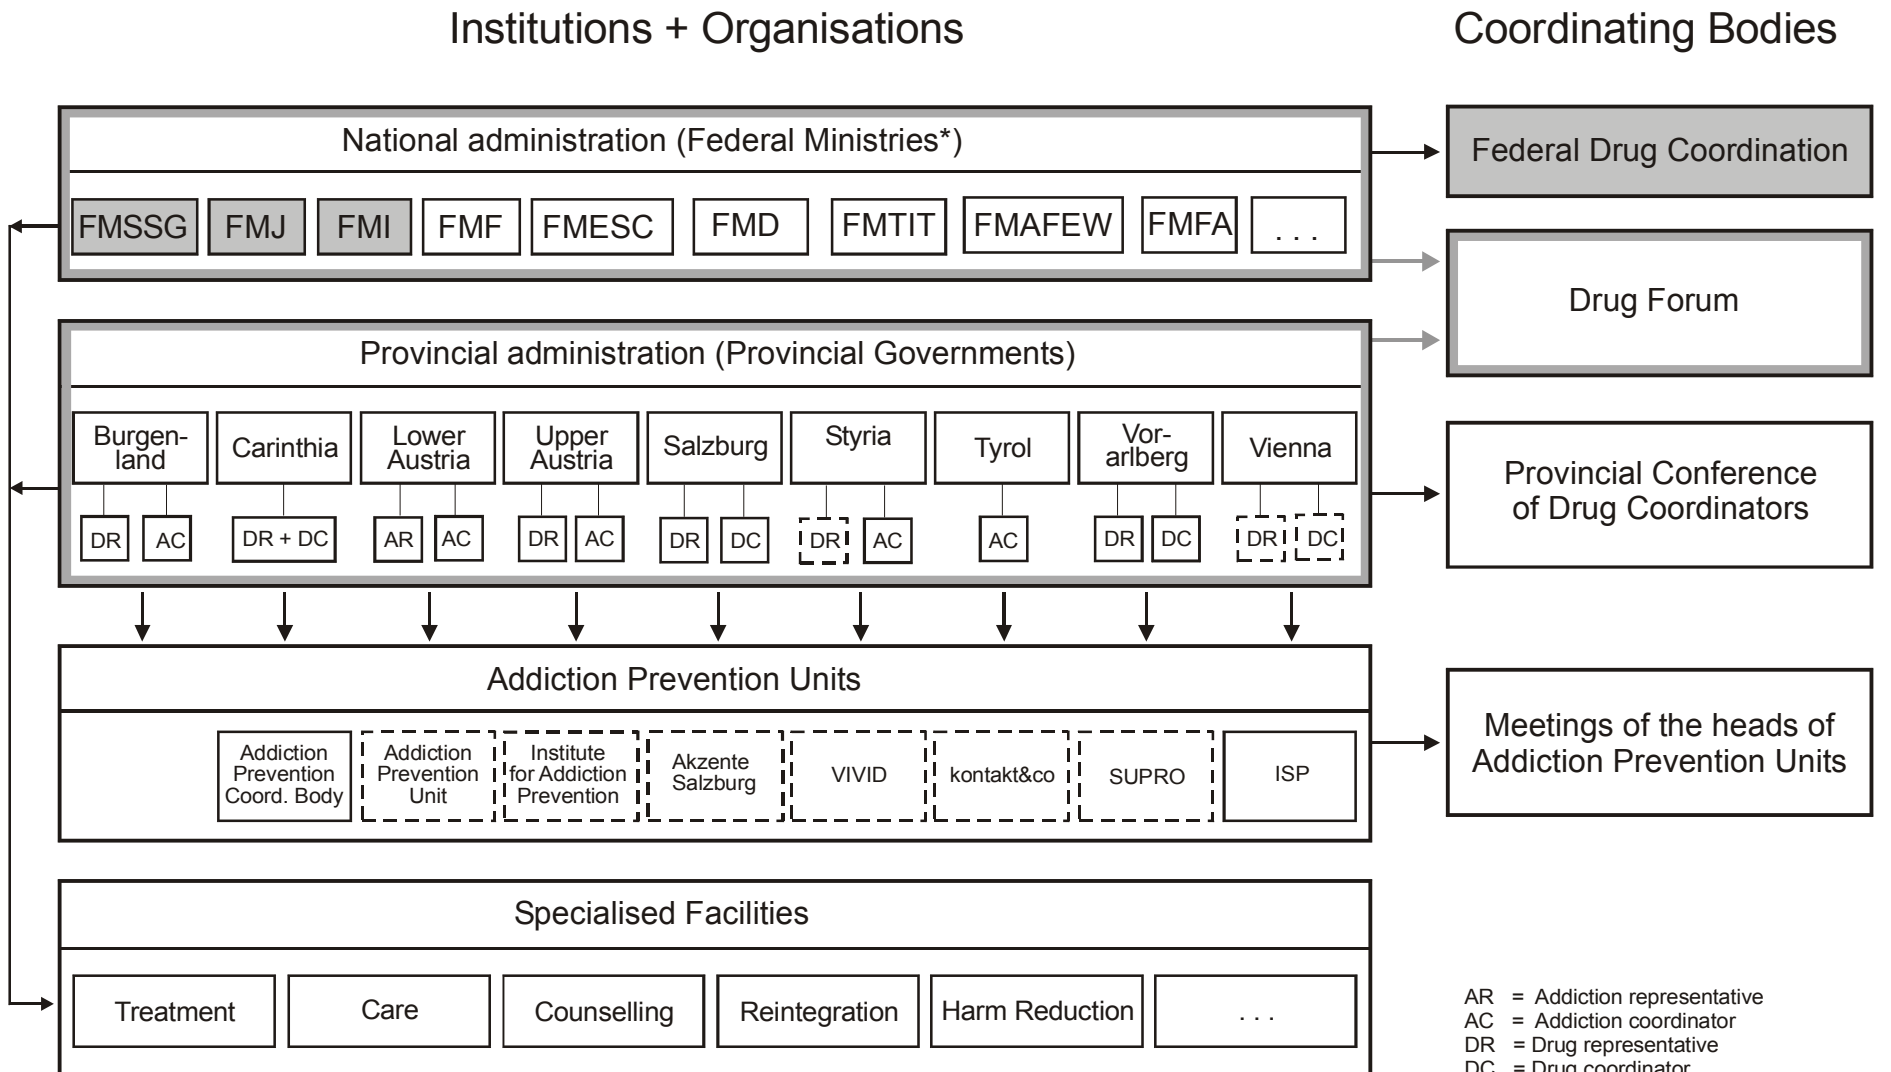 Institutions + Organisations
Coordinating Bodies
National administration (Federal Ministries*)
FMSSG
FMJ
FMI
FMF
FMESC
FMD
FMTIT
FMAFEW
FMFA
. . .
Federal Drug Coordination
Drug Forum
Provincial administration (Provincial Governments)
Burgen-
land
Carinthia
Lower
Austria
Upper
Austria
Salzburg
Styria
Tyrol
Vor-
arlberg
Vienna
DR
AC
DR + DC
AR
AC
DR
AC
DR
DC
DR
AC
AC
DR
DC
DR
DC
Provincial Conference
of Drug Coordinators
Addiction Prevention Units
Addiction
Prevention
Coord. Body
Addiction
Prevention
Unit
Institute
for Addiction
Prevention
Akzente
Salzburg
VIVID
kontakt&co
SUPRO
ISP
Meetings of the heads of
Addiction Prevention Units
Specialised Facilities
Treatment
Care
Counselling
Reintegration
Harm Reduction
. . .
AR = Addiction representative
AC = Addiction coordinator
DR = Drug representative
DC = Drug coordinator